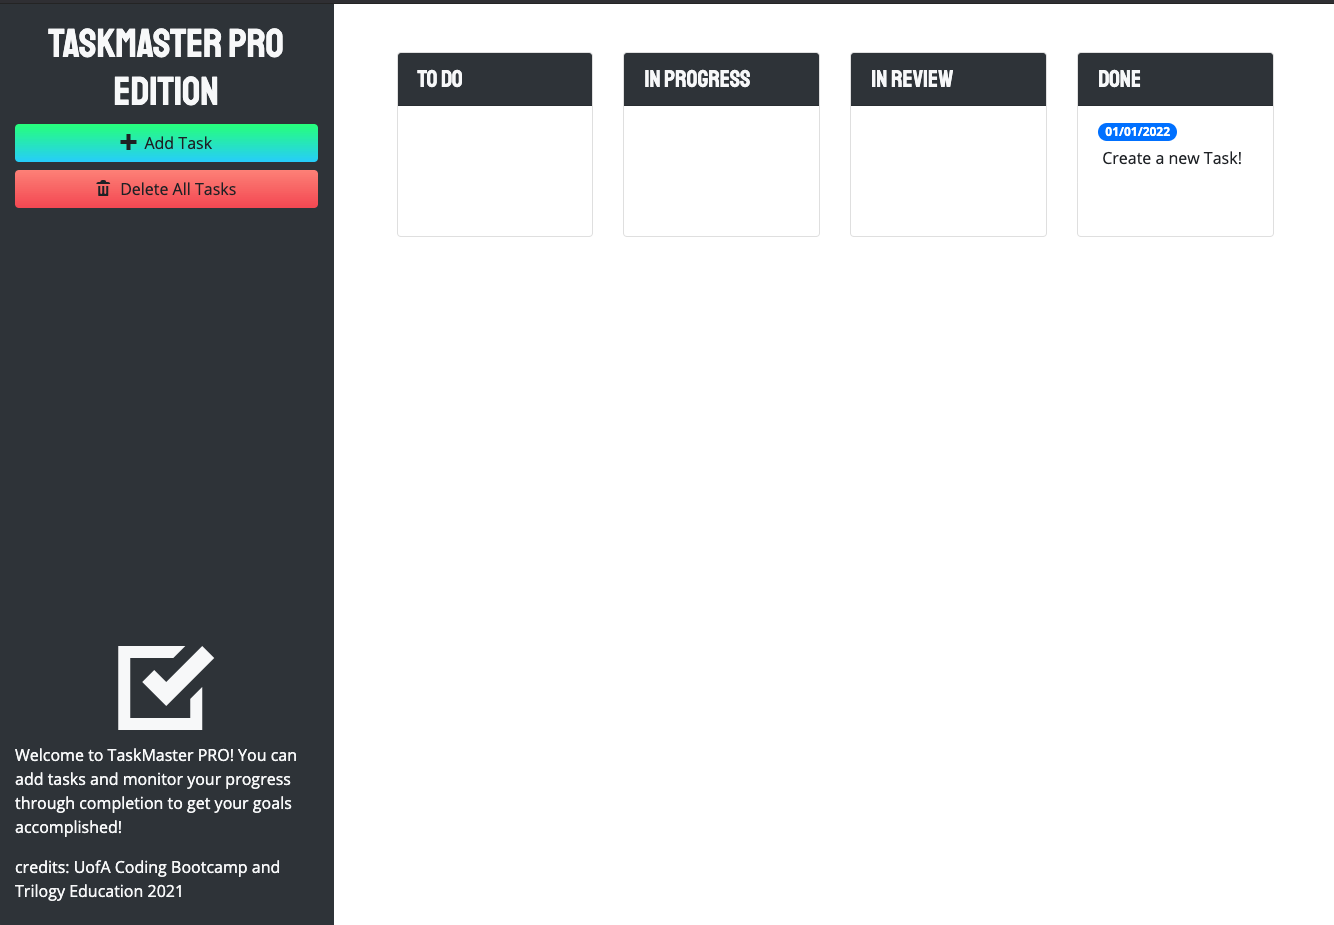 TASKMASTER PRO
EDITION
Add Task
Delete All Tasks
Welcome to TaskMaster PRO! You can
add tasks and monitor your progress
through completion to get your goals
accomplished!
credits: UofA Coding Bootcamp and
Trilogy Education 2021
TO DO
IN PROGRESS
IN REVIEW
DONE
01/01/2022
Create a new Task!